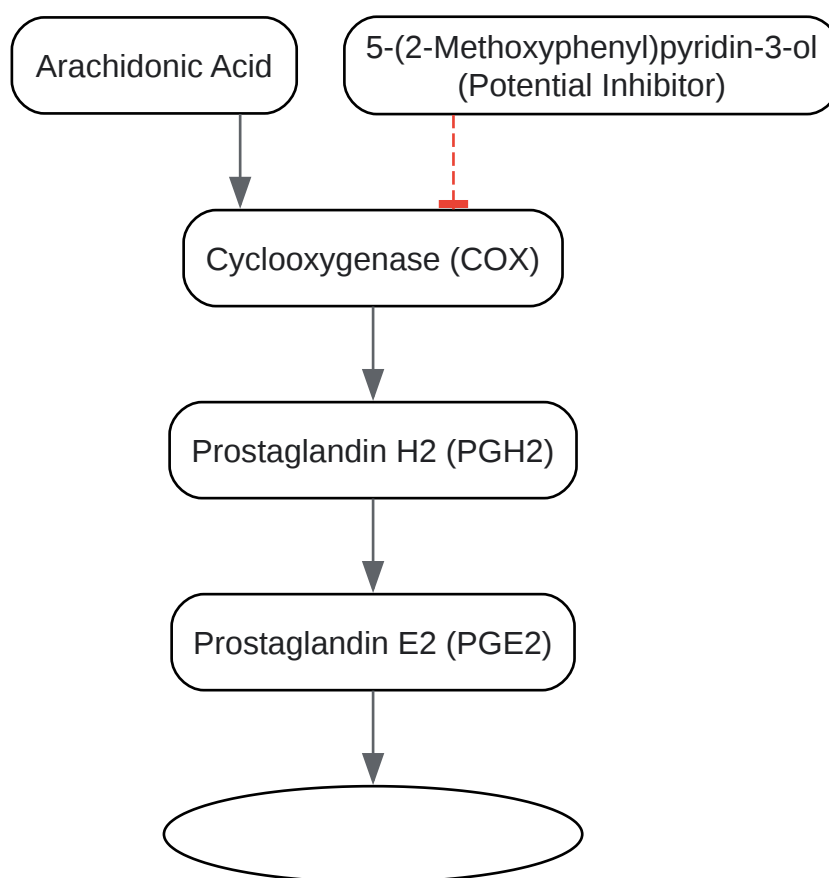 Arachidonic Acid
5-(2-Methoxyphenyl)pyridin-3-ol
(Potential Inhibitor)
Cyclooxygenase (COX)
Prostaglandin H2 (PGH2)
Prostaglandin E2 (PGE2)